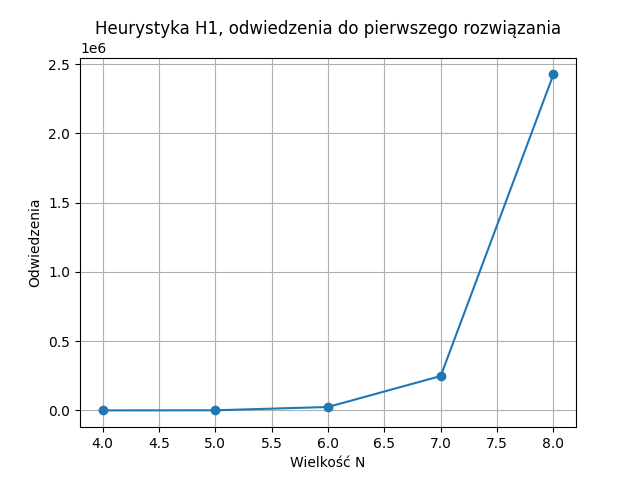 Heurystyka H1, odwiedzenia do pierwszego rozwiązania
1e6
2.5
2.0
1.5
1.0
0.5
0.0
Odwiedzenia
4.0 4.5 5.0 5.5 6.0 6.5 7.0 7.5 8.0
Wielkość N